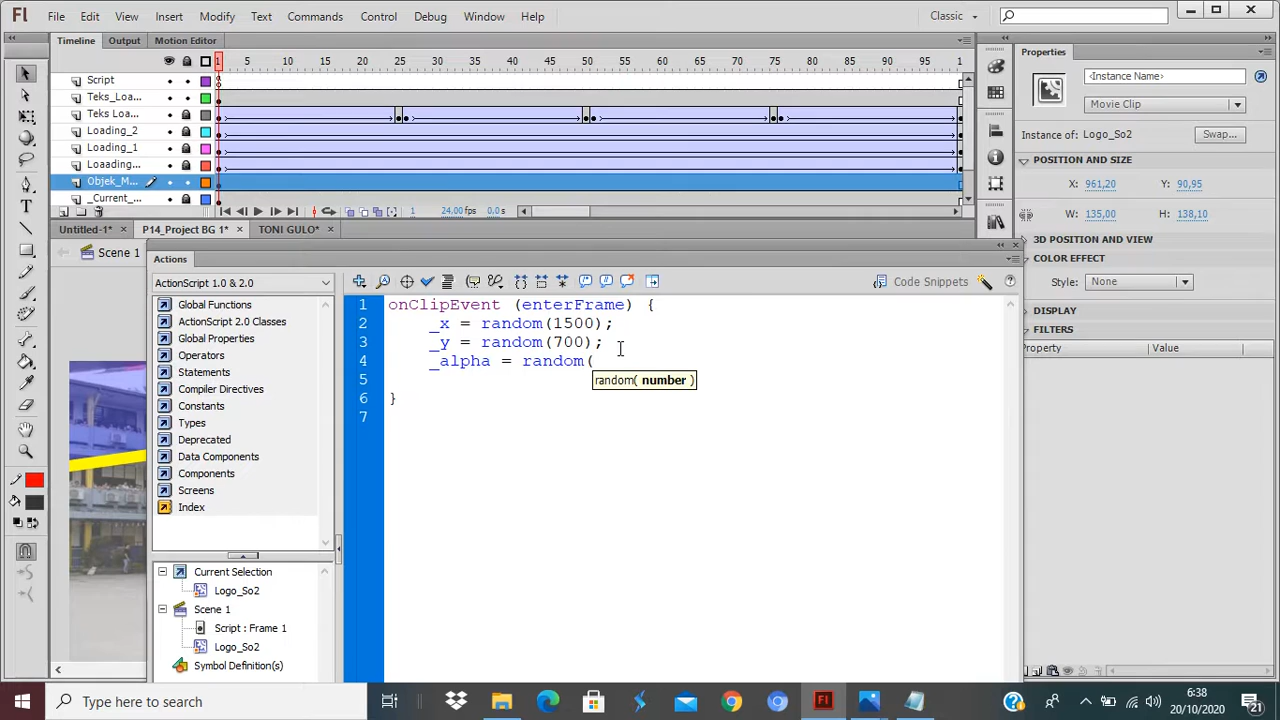 Fl File Edit View Insert Modify Text Commands Control Debug Window Help Classic
Timeline Output Motion Editor
1 5 10 15 20 25 30 35 40 45 50 55 60 65 70 75 80 85 90 95 1
Script
Teks_Loa...
Teks Loa...
Loading_2
Loading_1
Loaading...
Objek_M...
_Current_...
1 24,00 fps 0,0 s
Untitled-1* P14_Project BG 1* TONI GULO*
Scene 1
Actions
ActionScript 1.0 & 2.0
Global Functions
ActionScript 2.0 Classes
Global Properties
Operators
Statements
Compiler Directives
Constants
Types
Deprecated
Data Components
Components
Screens
Index
Current Selection
Logo_So2
Scene 1
Script : Frame 1
Logo_So2
Symbol Definition(s)
Code Snippets
1 onClipEvent (enterFrame) {
2 _x = random(1500);
3 _y = random(700);
4 _alpha = random(
random( number )
5
6 }
7
Properties
<Instance Name>
Movie Clip
Instance of: Logo_So2 Swap...
POSITION AND SIZE
X: 961,20 Y: 90,95
W: 135,00 H: 138,10
3D POSITION AND VIEW
COLOR EFFECT
Style: None
DISPLAY
FILTERS
Property Value
Type here to search
6:38
20/10/2020
21